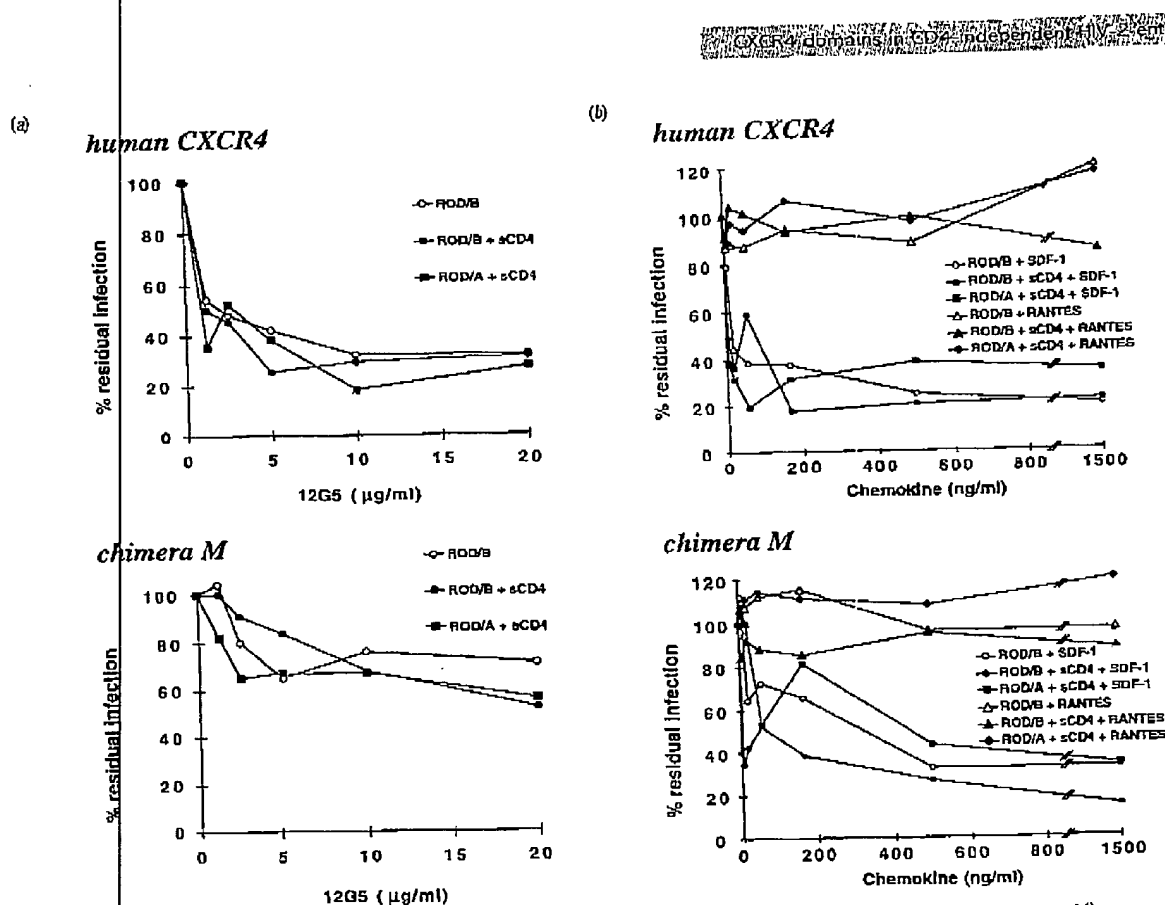 CXCR4 domains in CD4-independent HIV-2 ent
(a)
human CXCR4
100
80
60
40
20
0
% residual infection
ROD/B
ROD/B + sCD4
ROD/A + sCD4
0 5 10 15 20
12G5 (µg/ml)
chimera M
100
80
60
40
20
0
% residual infection
ROD/B
ROD/B + sCD4
ROD/A + sCD4
0 5 10 15 20
12G5 (µg/ml)
(b)
human CXCR4
120
100
80
60
40
20
0
% residual infection
ROD/B + SDF-1
ROD/B + sCD4 + SDF-1
ROD/A + sCD4 + SDF-1
ROD/B + RANTES
ROD/B + sCD4 + RANTES
ROD/A + sCD4 + RANTES
0 200 400 600 800 1500
Chemokine (ng/ml)
chimera M
120
100
80
60
40
20
0
% residual infection
ROD/B + SDF-1
ROD/B + sCD4 + SDF-1
ROD/A + sCD4 + SDF-1
ROD/B + RANTES
ROD/B + sCD4 + RANTES
ROD/A + sCD4 + RANTES
0 200 400 600 800 1500
Chemokine (ng/ml)